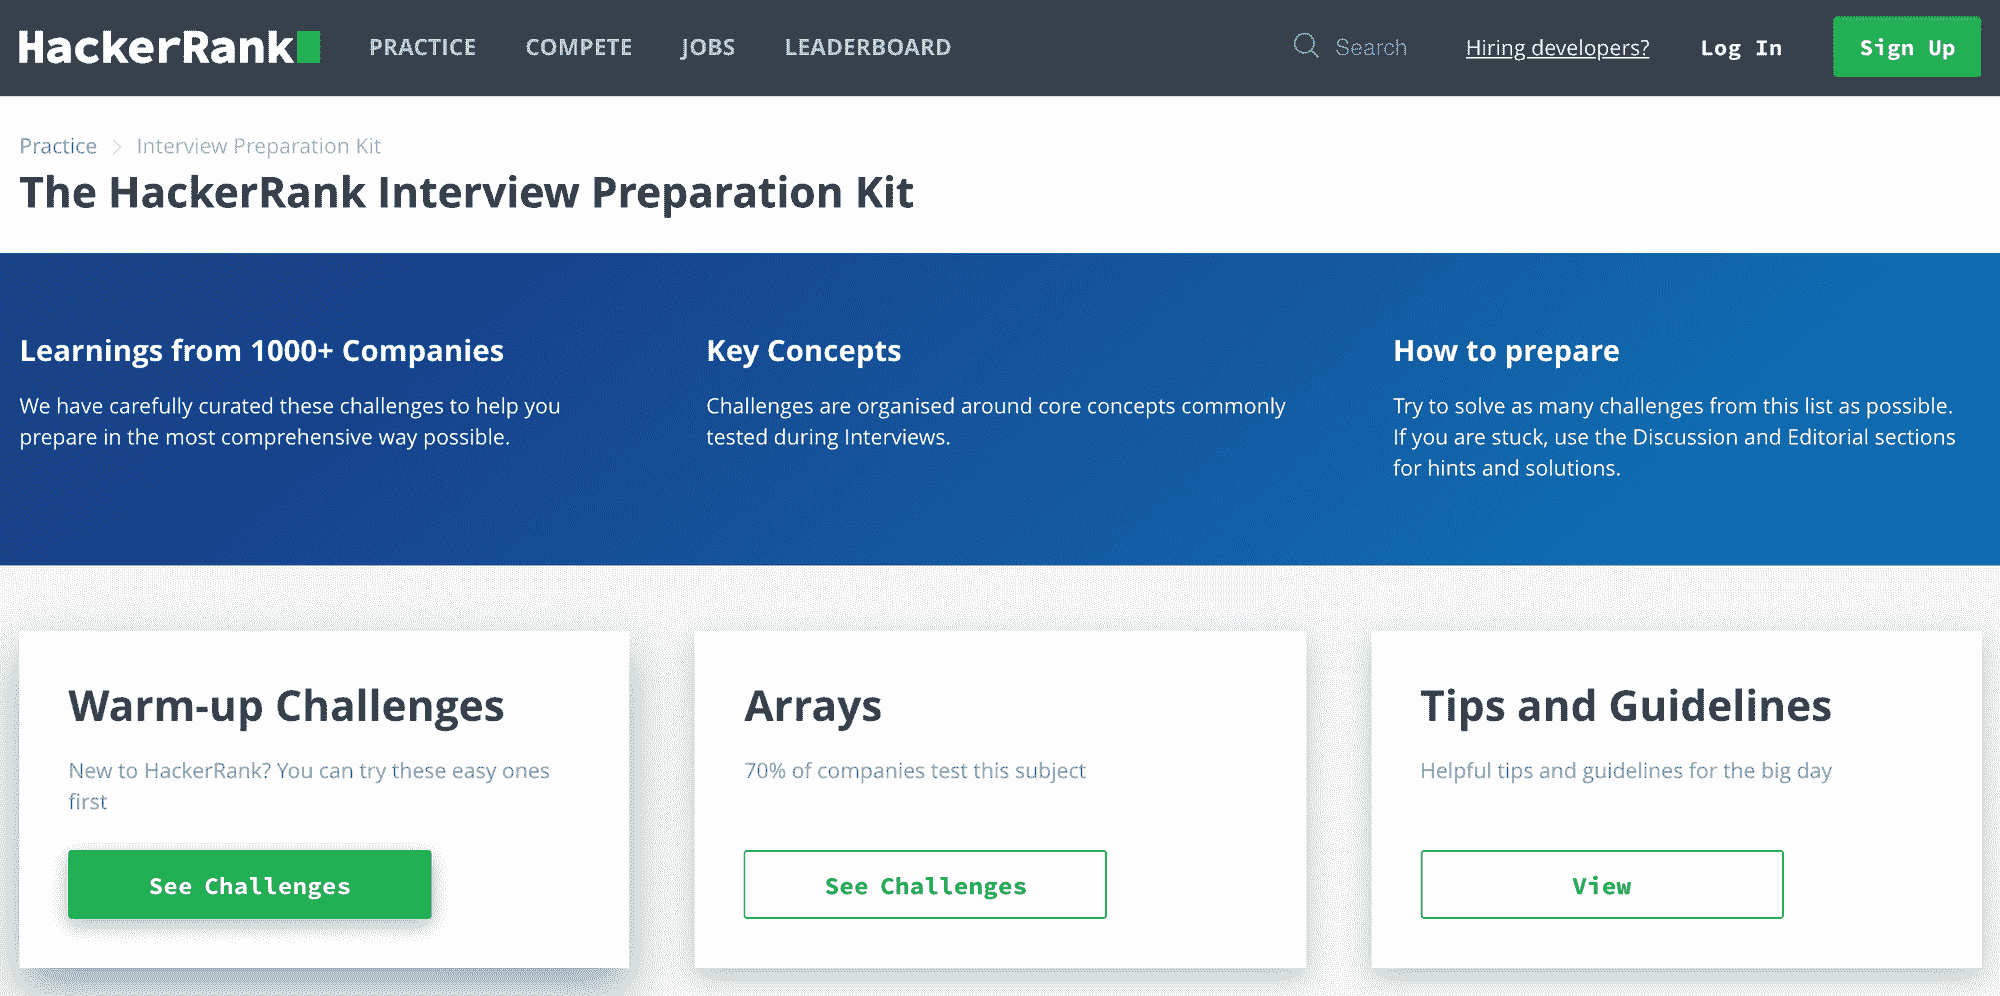 HackerRank PRACTICE COMPETE JOBS LEADERBOARD Search Hiring developers? Log In Sign Up
Practice Interview Preparation Kit
The HackerRank Interview Preparation Kit
Learnings from 1000+ Companies
We have carefully curated these challenges to help you
prepare in the most comprehensive way possible.
Key Concepts
Challenges are organised around core concepts commonly
tested during Interviews.
How to prepare
Try to solve as many challenges from this list as possible.
If you are stuck, use the Discussion and Editorial sections
for hints and solutions.
Warm-up Challenges
New to HackerRank? You can try these easy ones
first
See Challenges
Arrays
70% of companies test this subject
See Challenges
Tips and Guidelines
Helpful tips and guidelines for the big day
View